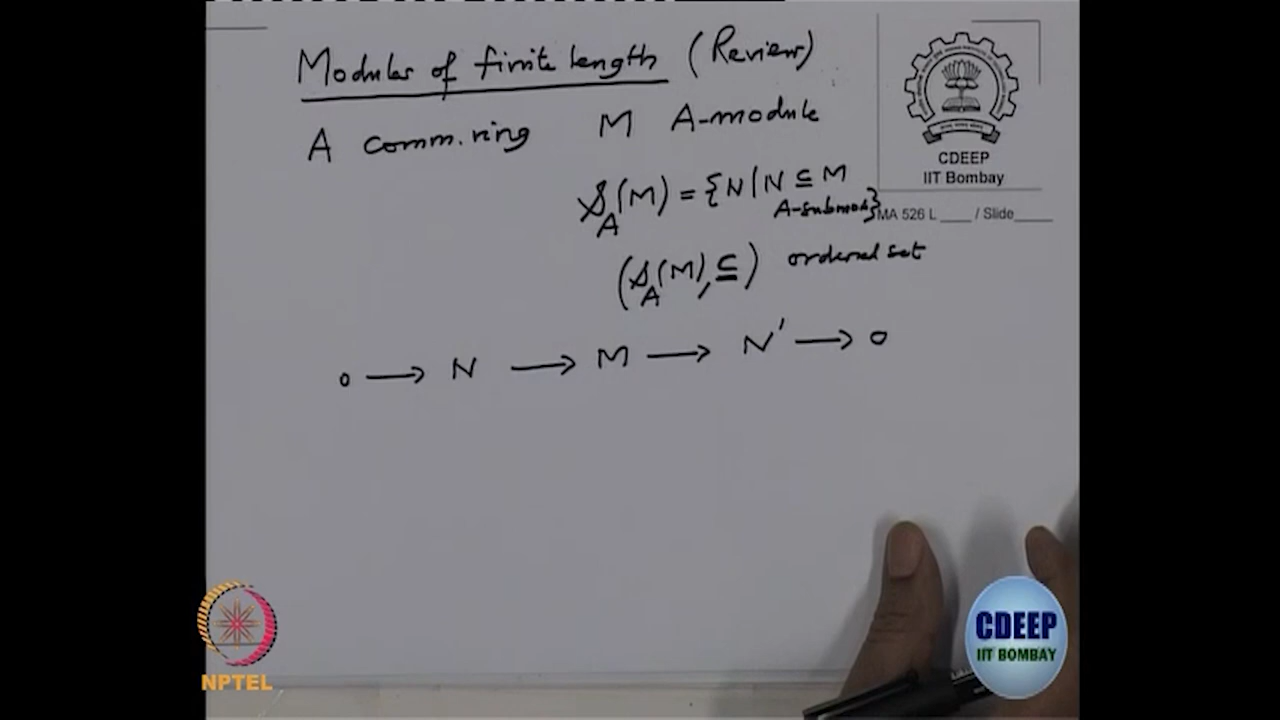 Modules of finite length (Review)
A comm. ring M A-module
CDEEP
IIT Bombay
S_A(M) = {N | N ⊆ M
A-submod}
MA 526 L ____ / Slide_____
(S_A(M), ⊆) ordered set
0 → N → M → N' → 0
CDEEP
IIT BOMBAY
NPTEL